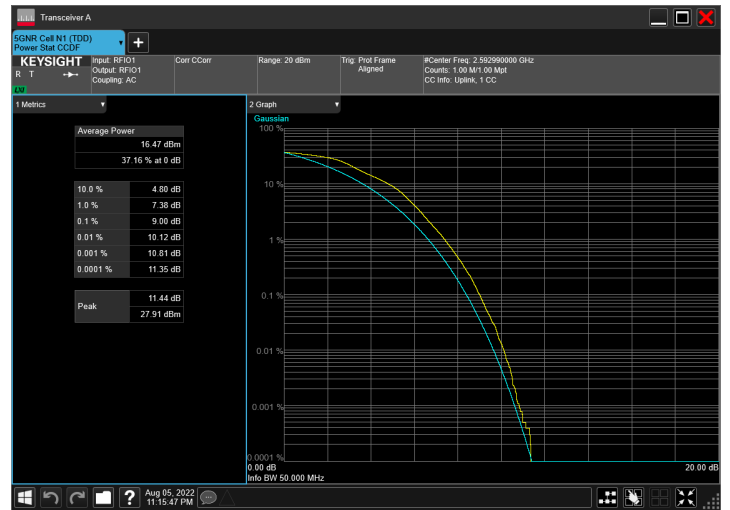 Transceiver A
5GNR Cell N1 (TDD)
Power Stat CCDF
KEYSIGHT
R T
LXI
Input: RFIO1
Output: RFIO1
Coupling: AC
Corr CCorr
Range: 20 dBm
Trig: Prot Frame
Aligned
#Center Freq: 2.592990000 GHz
Counts: 1.00 M/1.00 Mpt
CC Info: Uplink, 1 CC
1 Metrics
Average Power
16.47 dBm
37.16 % at 0 dB
10.0 % 4.80 dB
1.0 % 7.38 dB
0.1 % 9.00 dB
0.01 % 10.12 dB
0.001 % 10.81 dB
0.0001 % 11.35 dB
Peak
11.44 dB
27.91 dBm
2 Graph
Gaussian
100 %
10 %
1 %
0.1 %
0.01 %
0.001 %
0.0001 %
0.00 dB 20.00 dB
Info BW 50.000 MHz
?
Aug 05, 2022
11:15:47 PM